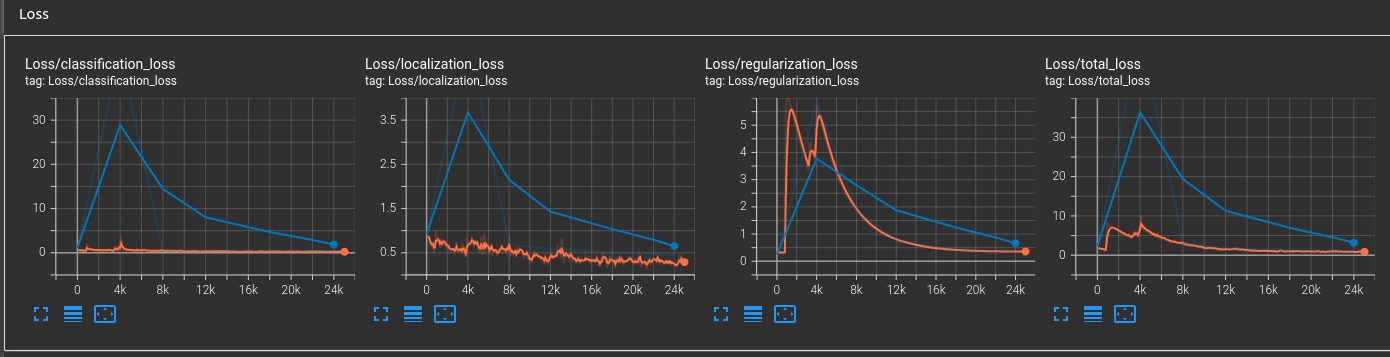 Loss
Loss/classification_loss
tag: Loss/classification_loss
30
20
10
0
0 4k 8k 12k 16k 20k 24k
Loss/localization_loss
tag: Loss/localization_loss
3.5
2.5
1.5
0.5
0 4k 8k 12k 16k 20k 24k
Loss/regularization_loss
tag: Loss/regularization_loss
5
4
3
2
1
0
0 4k 8k 12k 16k 20k 24k
Loss/total_loss
tag: Loss/total_loss
30
20
10
0
0 4k 8k 12k 16k 20k 24k